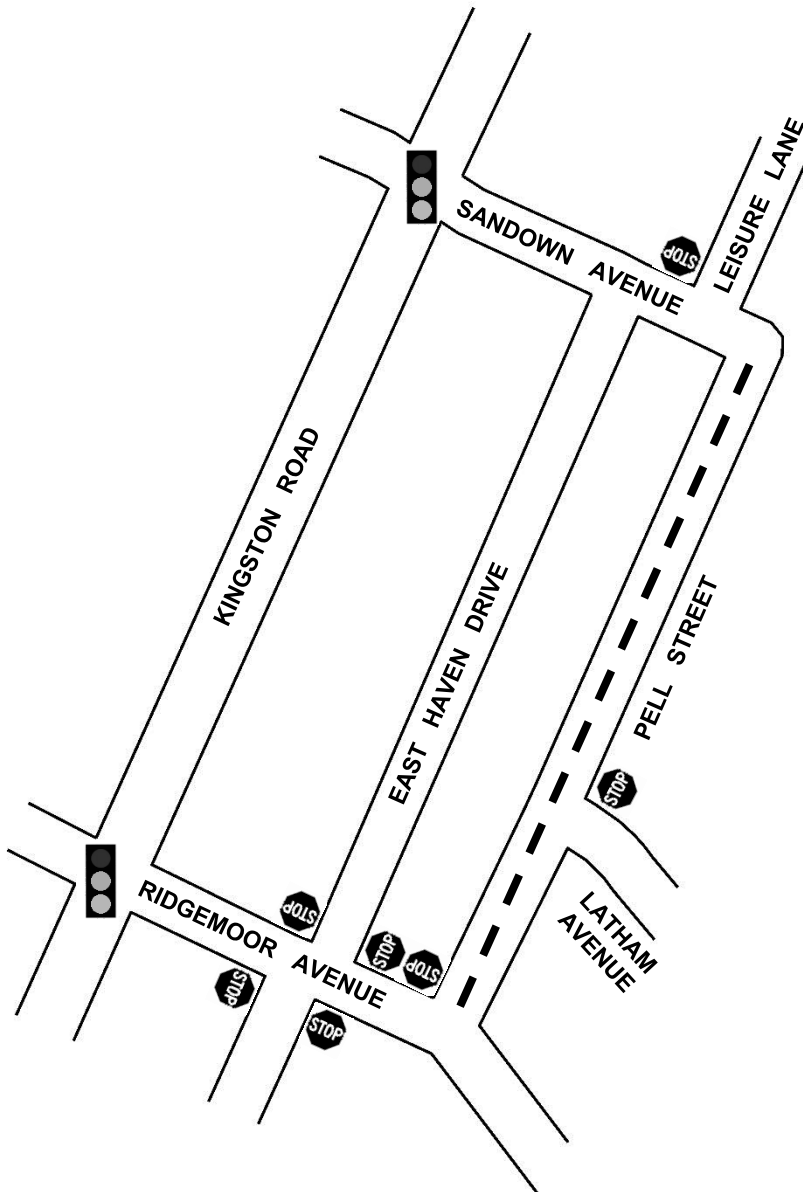 LEISURE LANE
SANDOWN AVENUE
STOP
KINGSTON ROAD
EAST HAVEN DRIVE
PELL STREET
STOP
LATHAM
AVENUE
RIDGEMOOR AVENUE
STOP
STOP
STOP
STOP
STOP